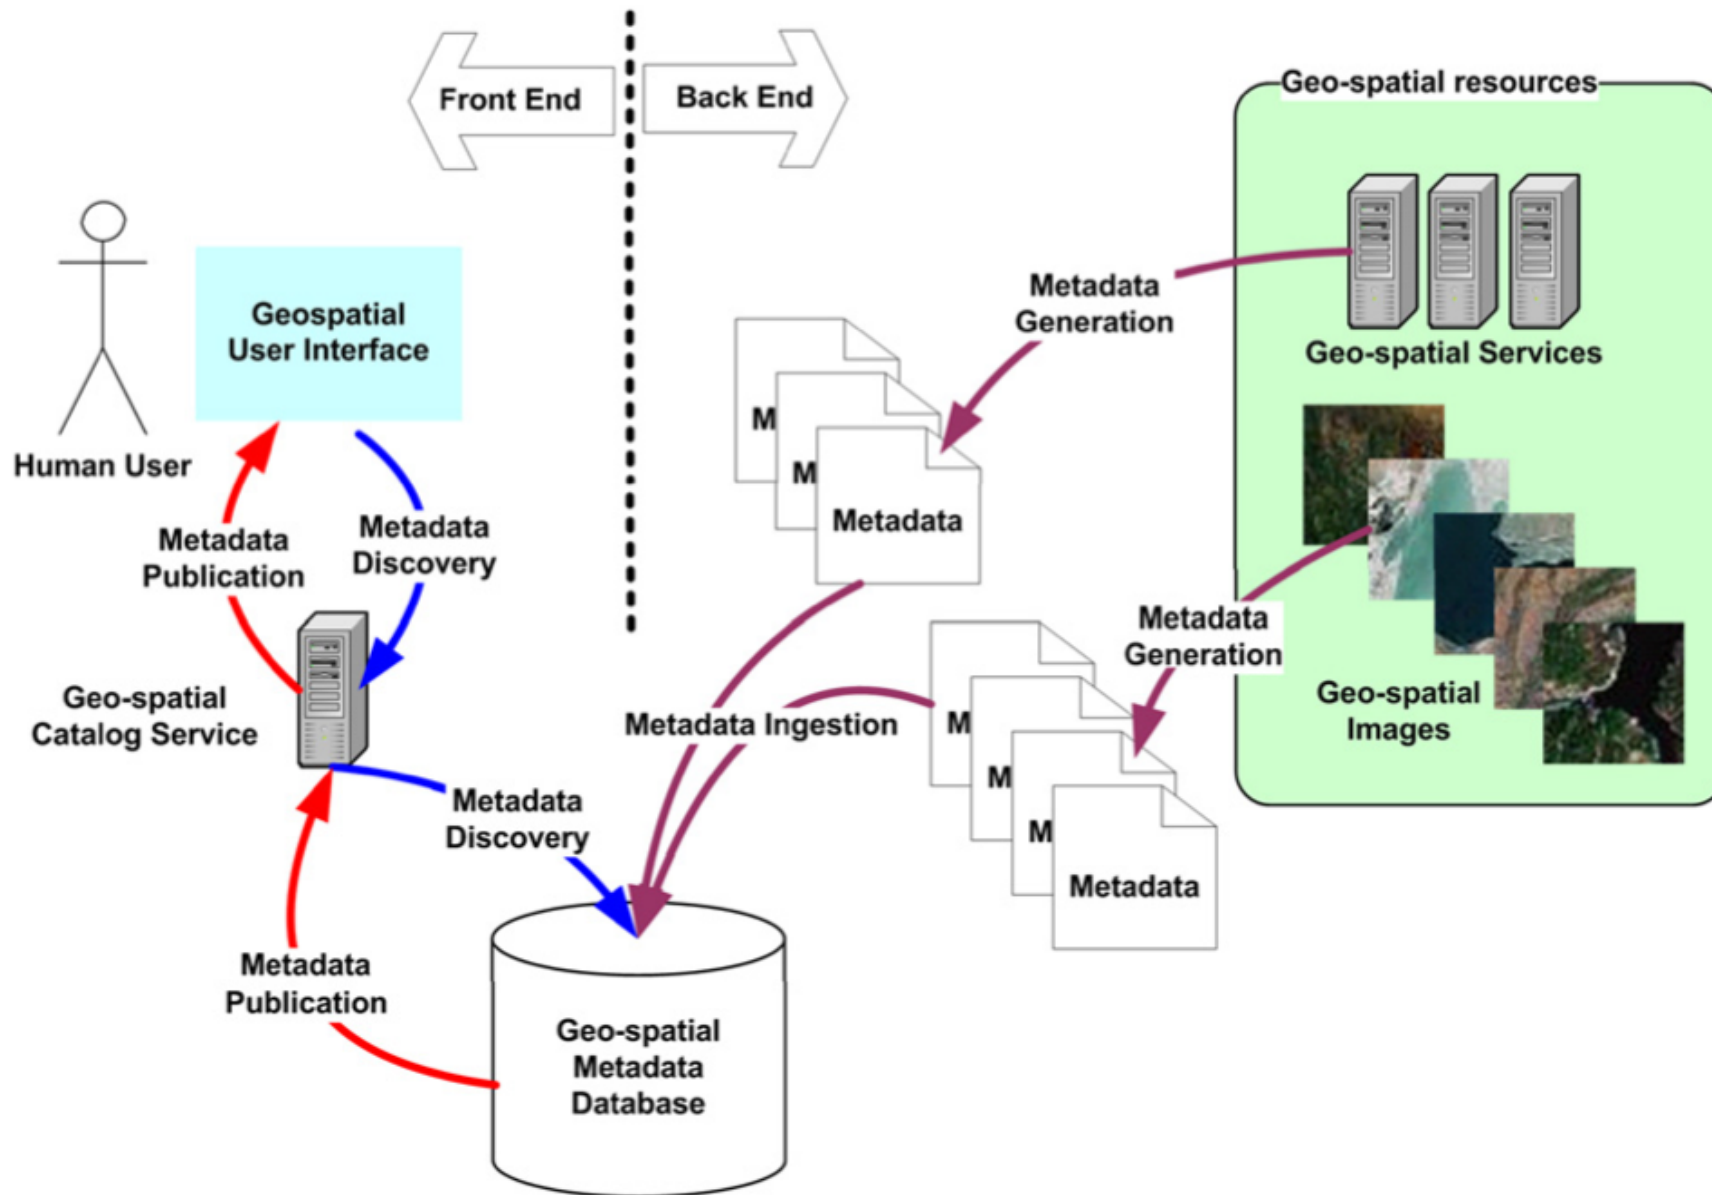 Front End
Back End
Geo-spatial resources
Geospatial
User Interface
Human User
Metadata
Generation
Geo-spatial Services
M
M
Metadata
Metadata
Publication
Metadata
Discovery
Metadata
Generation
Geo-spatial
Images
Geo-spatial
Catalog Service
Metadata Ingestion
M
M
M
Metadata
Metadata
Discovery
Metadata
Publication
Geo-spatial
Metadata
Database